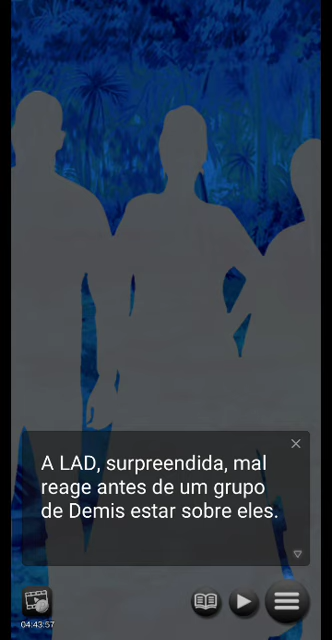 A LAD, surpreendida, mal
reage antes de um grupo
de Demis estar sobre eles.
04:43:57